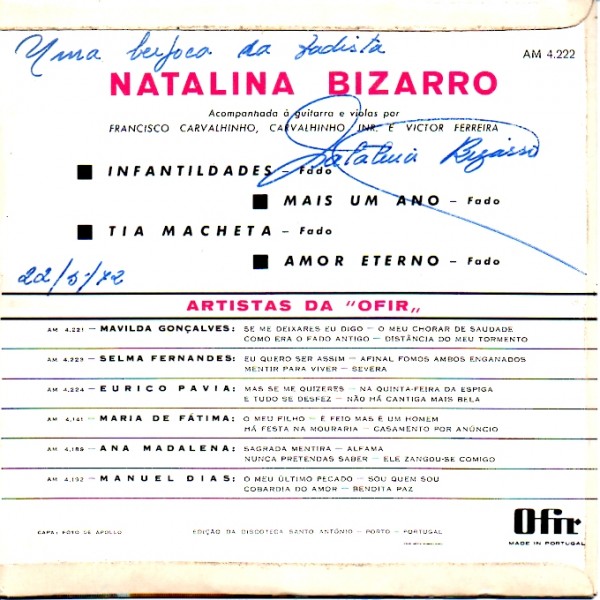 Uma beijoca da fadista
AM 4.222
NATALINA BIZARRO
Acompanhada à guitarra e violas por
FRANCISCO CARVALHINHO, CARVALHINHO JNR. E VICTOR FERREIRA
Natalina Bizarro
INFANTILDADES – Fado
MAIS UM ANO – Fado
TIA MACHETA – Fado
AMOR ETERNO – Fado
22/5/72
ARTISTAS DA "OFIR„
AM 4.221 – MAVILDA GONÇALVES: SE ME DEIXARES EU DIGO – O MEU CHORAR DE SAUDADE
COMO ERA O FADO ANTIGO – DISTÂNCIA DO MEU TORMENTO
AM 4.223 – SELMA FERNANDES: EU QUERO SER ASSIM – AFINAL FOMOS AMBOS ENGANADOS
MENTIR PARA VIVER – SEVERA
AM 4.224 – EURICO PAVIA: MAS SE ME QUIZERES – NA QUINTA-FEIRA DA ESPIGA
E TUDO SE DESFEZ – NÃO HÁ CANTIGA MAIS BELA
AM 4.141 – MARIA DE FÁTIMA: O MEU FILHO – É FEIO MAS É UM HOMEM
HÁ FESTA NA MOURARIA – CASAMENTO POR ANÚNCIO
AM 4.189 – ANA MADALENA: SAGRADA MENTIRA – ALFAMA
NUNCA PRETENDAS SABER – ELE ZANGOU-SE COMIGO
AM 4.192 – MANUEL DIAS: O MEU ÚLTIMO PECADO – SOU QUEM SOU
COBARDIA DO AMOR – BENDITA PAZ
CAPA: FOTO DE APOLLO
EDIÇÃO DA DISCOTECA SANTO ANTÓNIO – PORTO – PORTUGAL
Ofir
MADE IN PORTUGAL